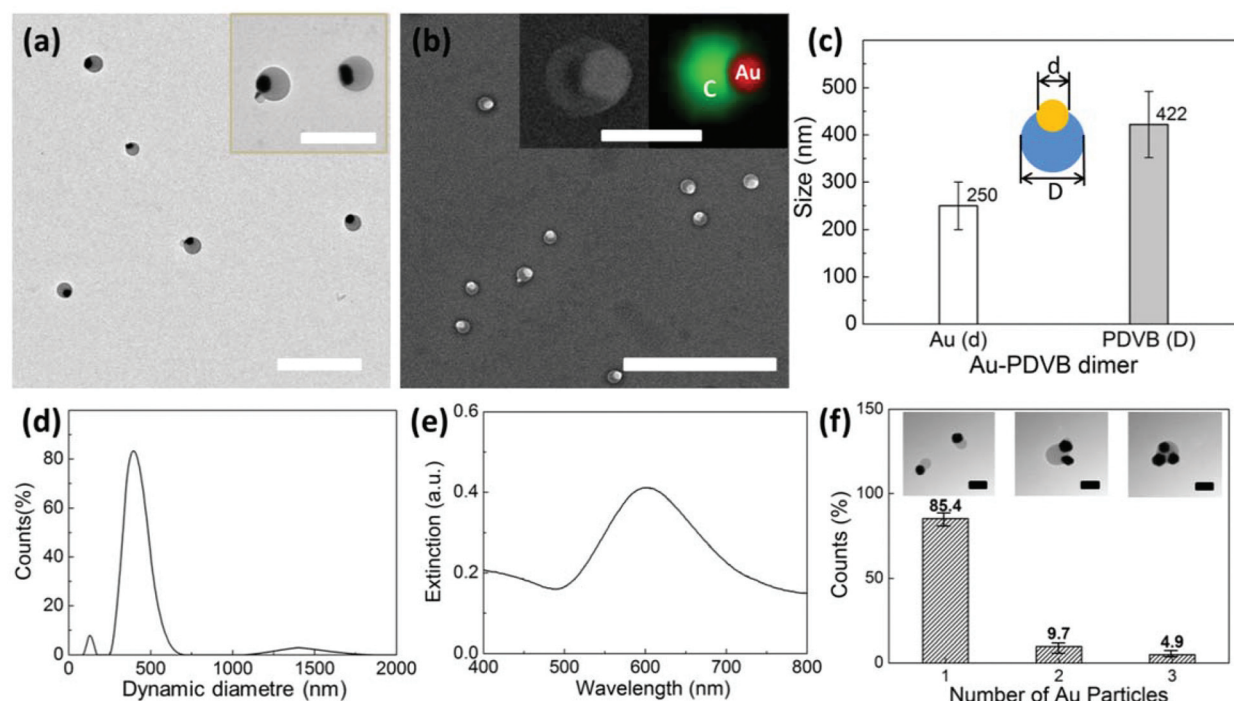 (a)
(b)
C
Au
(c)
Size (nm)
500
400
300
200
100
0
250
422
d
D
Au (d)
PDVB (D)
Au-PDVB dimer
(d)
Counts(%)
80
60
40
20
0
0
500
1000
1500
2000
Dynamic diametre (nm)
(e)
Extinction (a.u.)
0.6
0.4
0.2
0.0
400
500
600
700
800
Wavelength (nm)
(f)
Counts (%)
150
100
50
0
85.4
9.7
4.9
1
2
3
Number of Au Particles